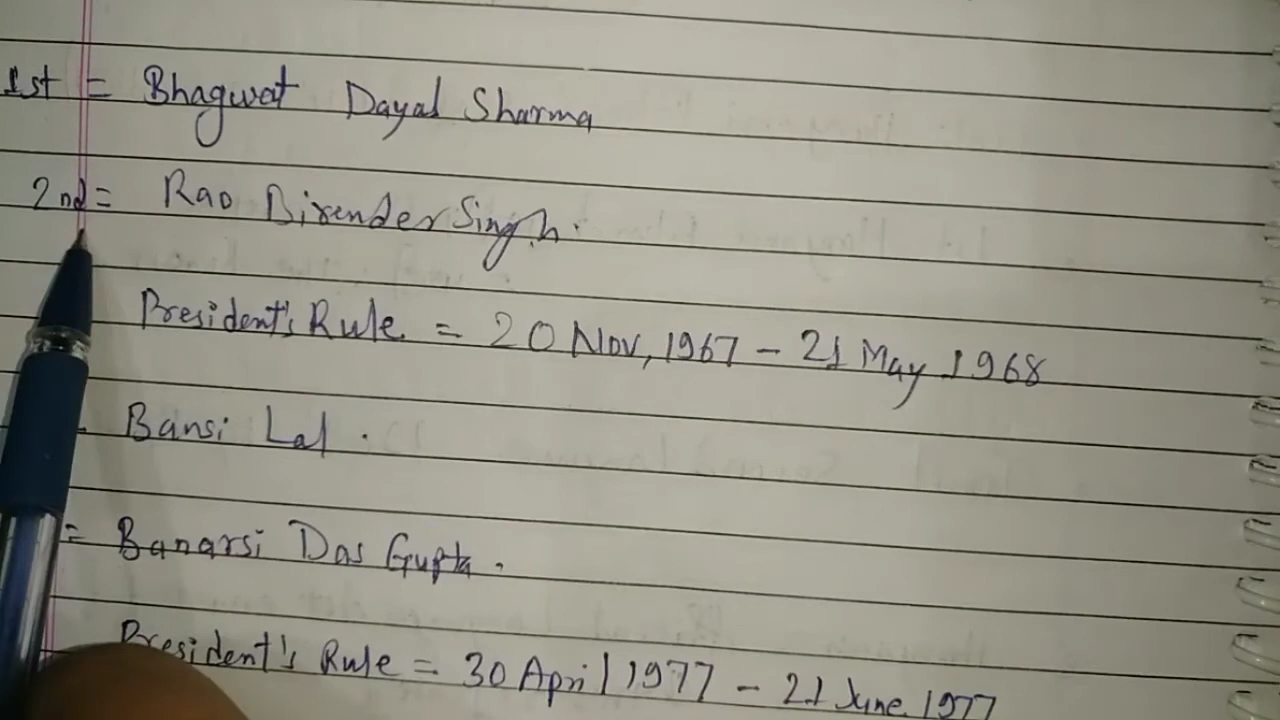 1st = Bhagwat Dayal Sharma
2nd = Rao Birender Singh.
President's Rule = 20 Nov, 1967 - 21 May 1968
Bansi Lal .
= Banarsi Das Gupta .
President's Rule = 30 April 1977 - 21 June 1977